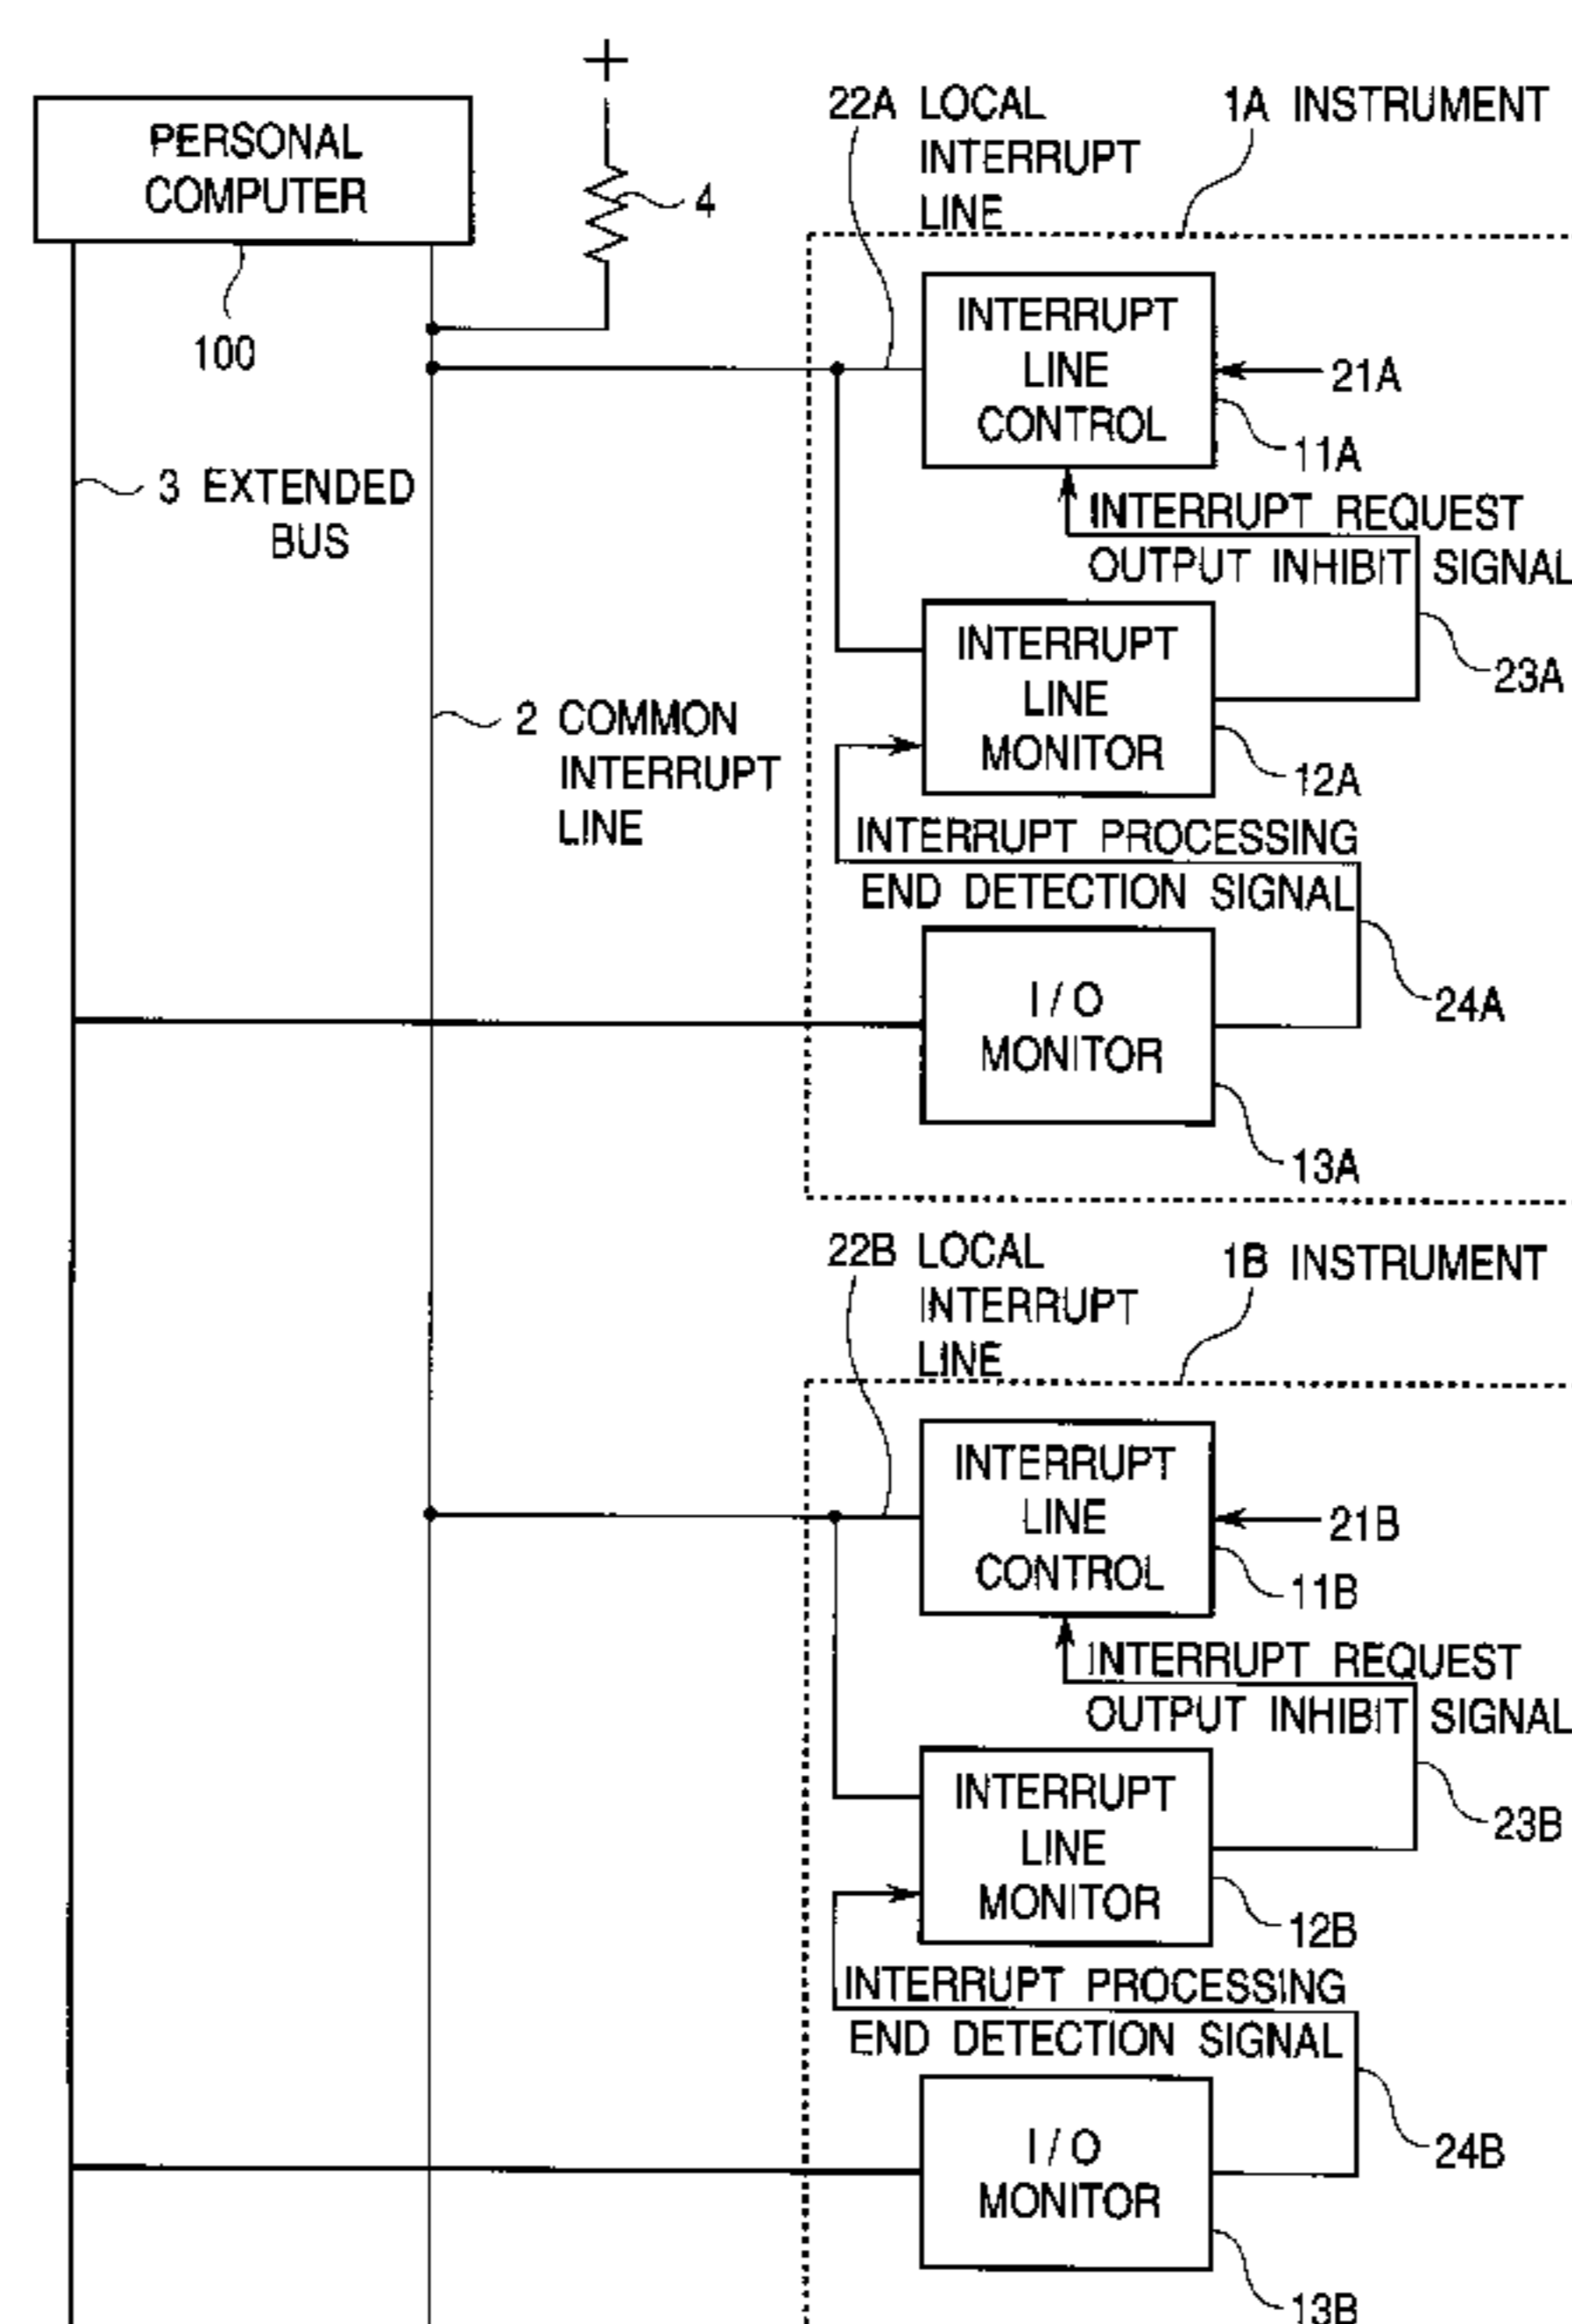 +
PERSONAL
COMPUTER
100
4
3 EXTENDED
BUS
2 COMMON
INTERRUPT
LINE
22A LOCAL
INTERRUPT
LINE
1A INSTRUMENT
INTERRUPT
LINE
CONTROL
21A
11A
INTERRUPT REQUEST
OUTPUT INHIBIT SIGNAL
23A
INTERRUPT
LINE
MONITOR
12A
INTERRUPT PROCESSING
END DETECTION SIGNAL
24A
I/O
MONITOR
13A
22B LOCAL
INTERRUPT
LINE
1B INSTRUMENT
INTERRUPT
LINE
CONTROL
21B
11B
INTERRUPT REQUEST
OUTPUT INHIBIT SIGNAL
23B
INTERRUPT
LINE
MONITOR
12B
INTERRUPT PROCESSING
END DETECTION SIGNAL
24B
I/O
MONITOR
13B